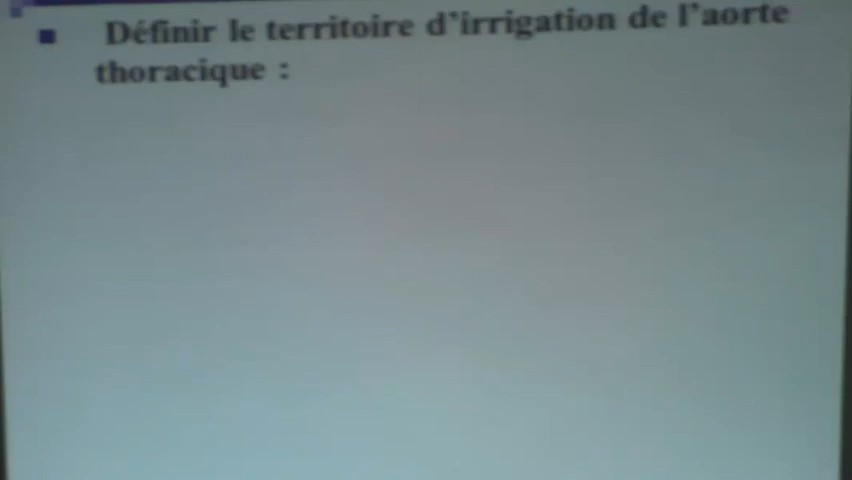 Définir le territoire d'irrigation de l'aorte
thoracique :